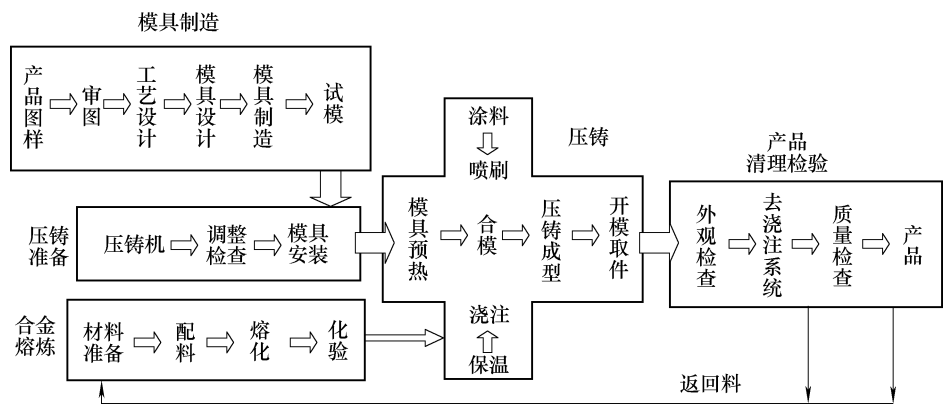 模具制造
产品图样
审图
工艺设计
模具设计
模具制造
试模
压铸
准备
压铸机
调整
检查
模具
安装
合金
熔炼
材料
准备
配料
熔化
化验
压铸
涂料
喷刷
模具预热
合模
压铸成型
开模取件
浇注
保温
产品
清理检验
外观检查
去浇注系统
质量检查
产品
返回料